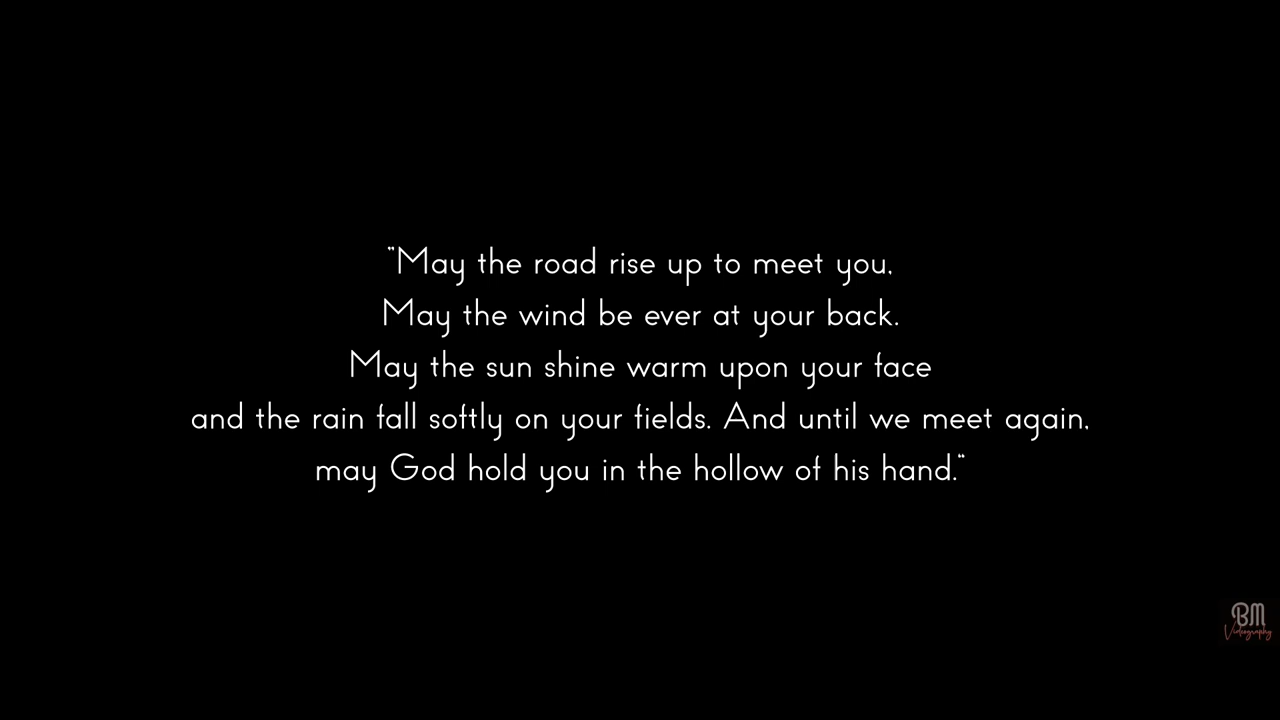 "May the road rise up to meet you,
May the wind be ever at your back.
May the sun shine warm upon your face
and the rain fall softly on your fields. And until we meet again,
may God hold you in the hollow of his hand."
BM
Videography